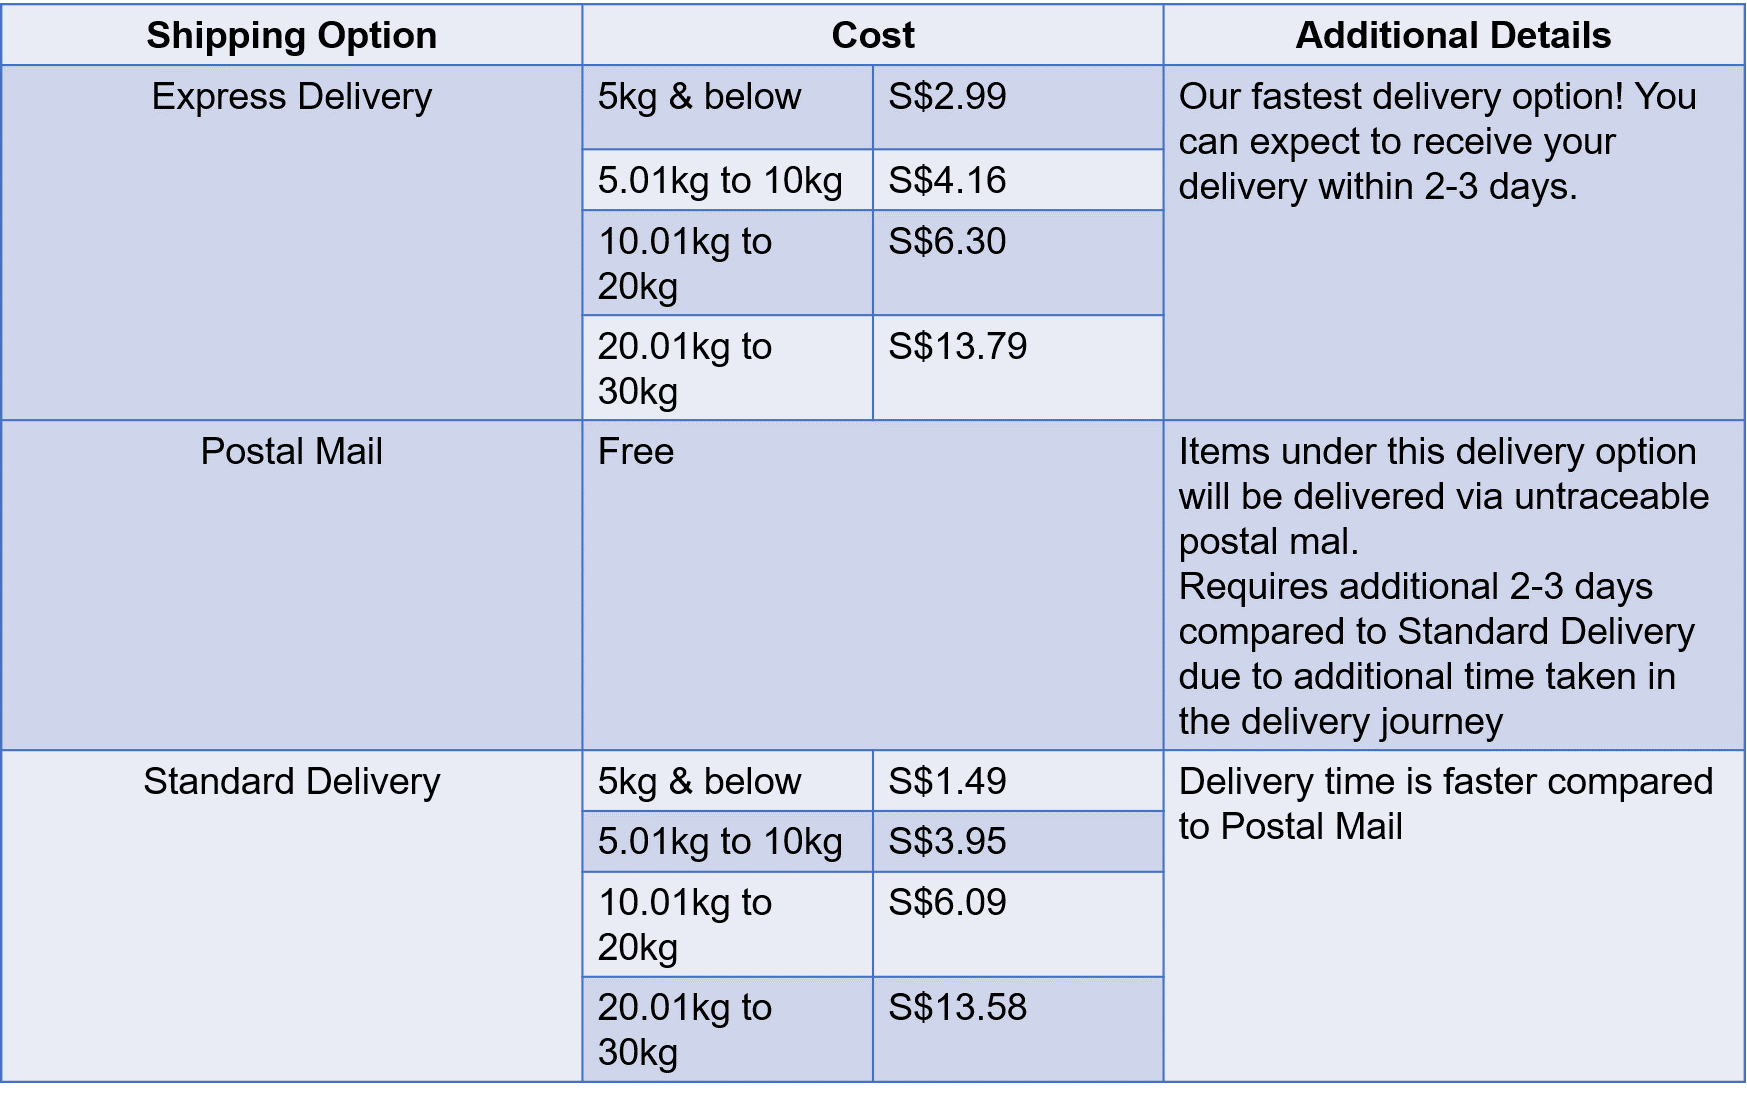 Shipping Option
Cost
Additional Details
Express Delivery
5kg & below
S$2.99
5.01kg to 10kg
S$4.16
10.01kg to
20kg
S$6.30
20.01kg to
30kg
S$13.79
Our fastest delivery option! You
can expect to receive your
delivery within 2-3 days.
Postal Mail
Free
Items under this delivery option
will be delivered via untraceable
postal mal.
Requires additional 2-3 days
compared to Standard Delivery
due to additional time taken in
the delivery journey
Standard Delivery
5kg & below
S$1.49
5.01kg to 10kg
S$3.95
10.01kg to
20kg
S$6.09
20.01kg to
30kg
S$13.58
Delivery time is faster compared
to Postal Mail